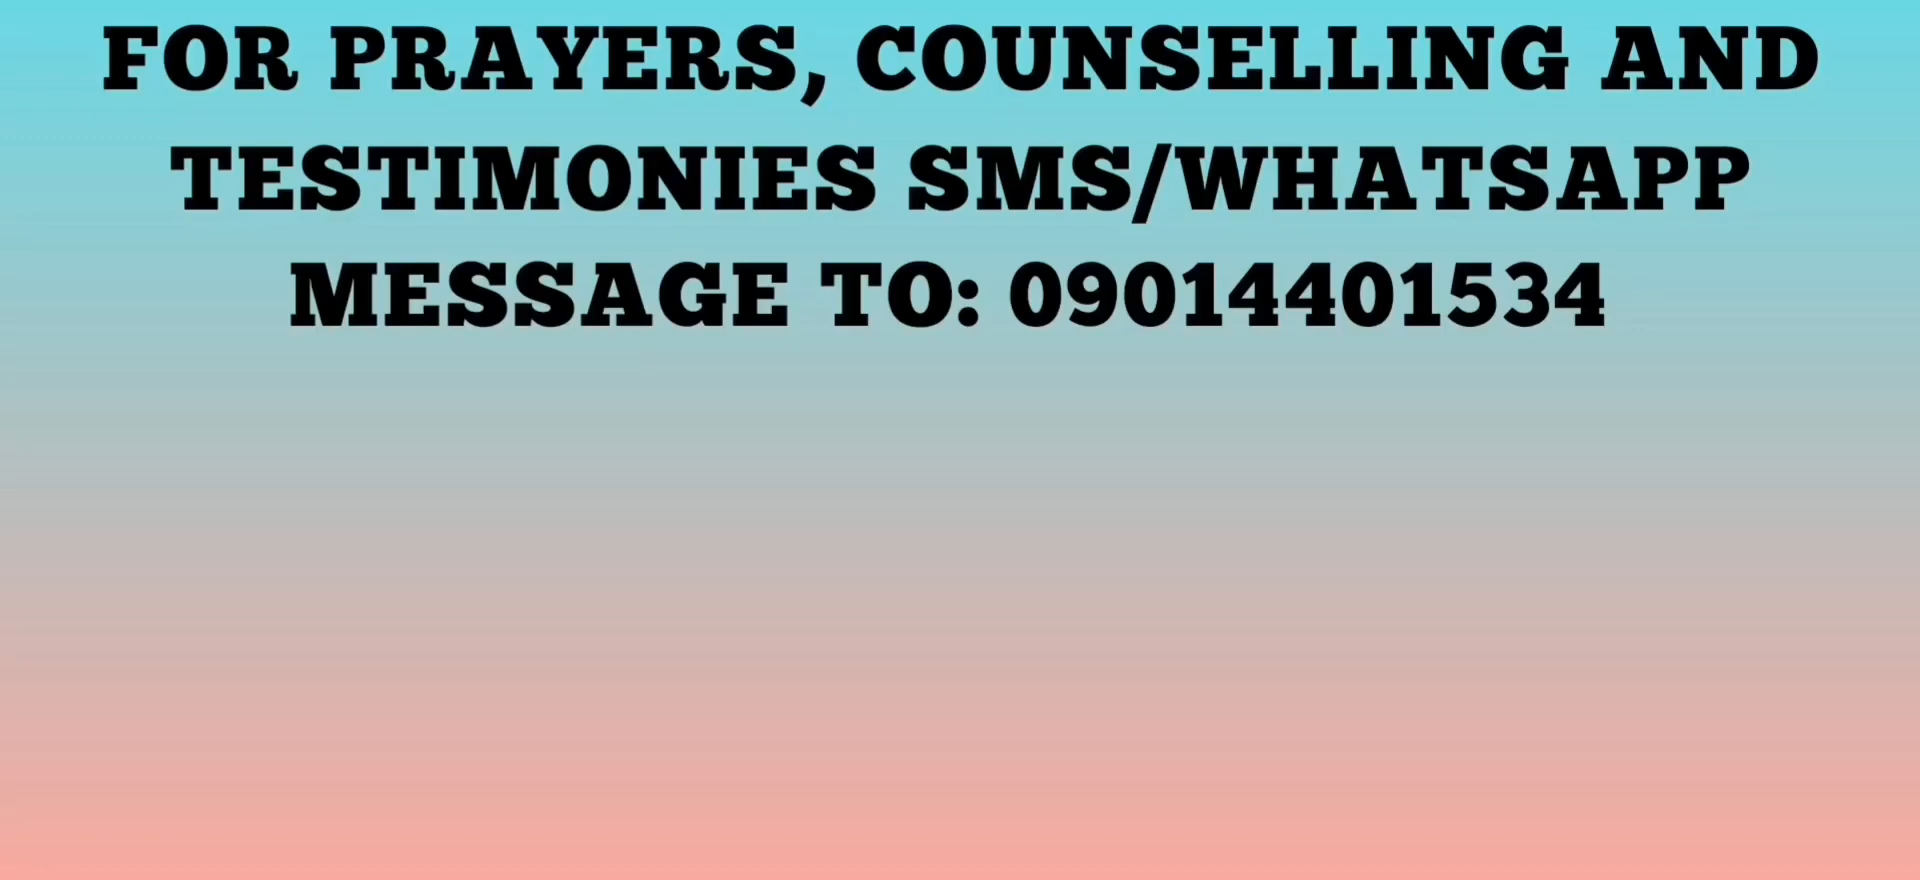 FOR PRAYERS, COUNSELLING AND
TESTIMONIES SMS/WHATSAPP
MESSAGE TO: 09014401534